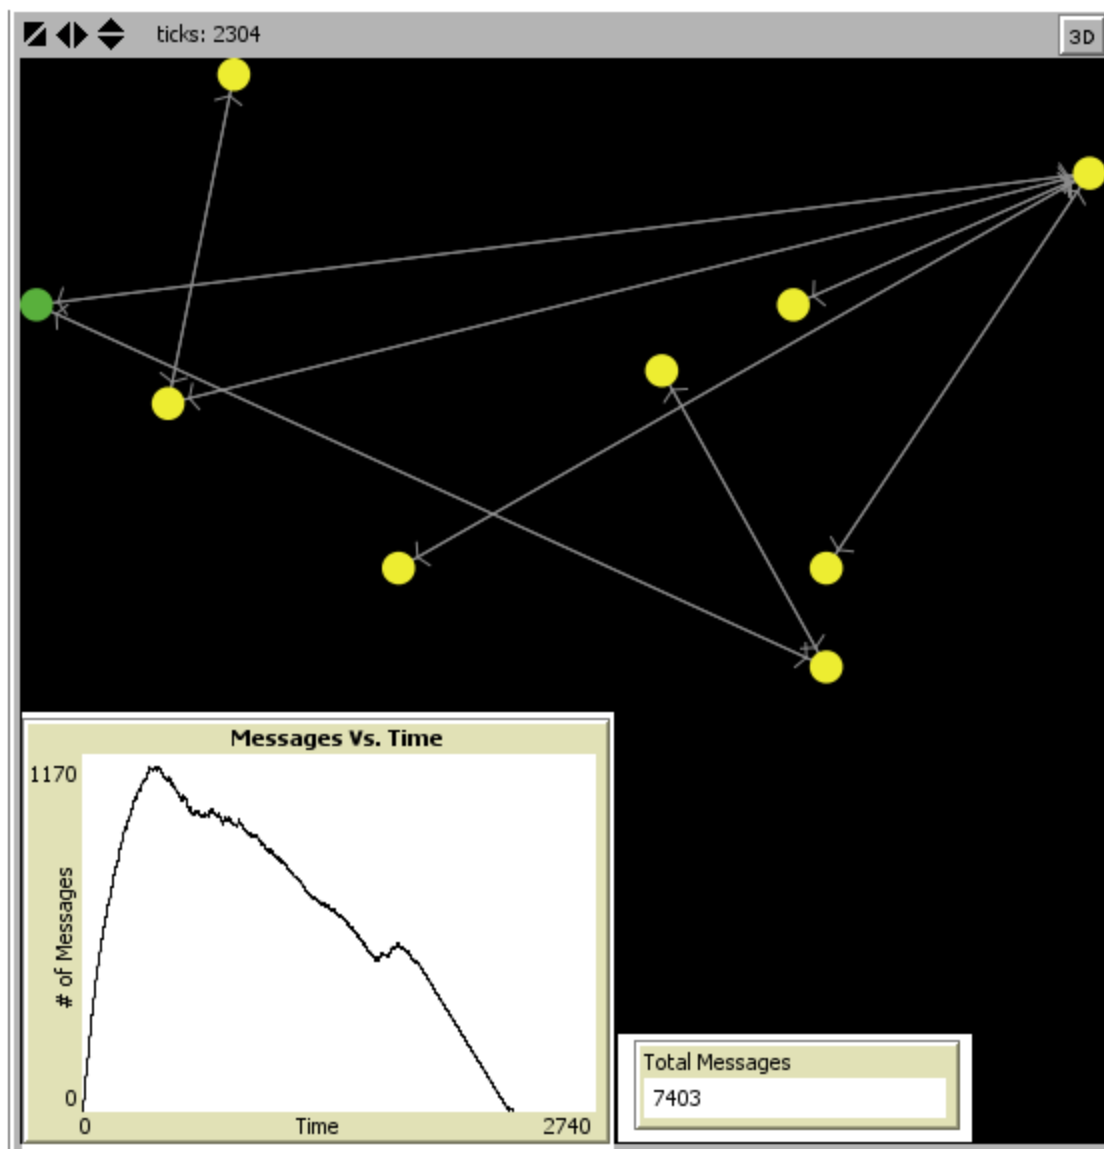 ticks: 2304
3D
Messages Vs. Time
1170
# of Messages
0
0
Time
2740
Total Messages
7403